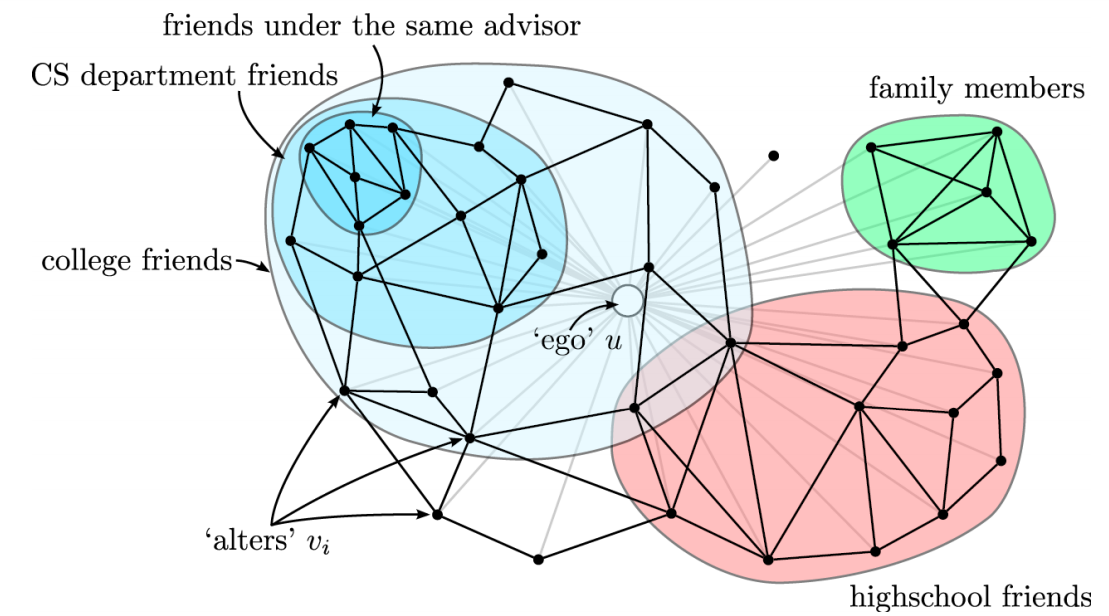 friends under the same advisor
CS department friends
family members
college friends
‘ego’ u
‘alters’ vᵢ
highschool friends